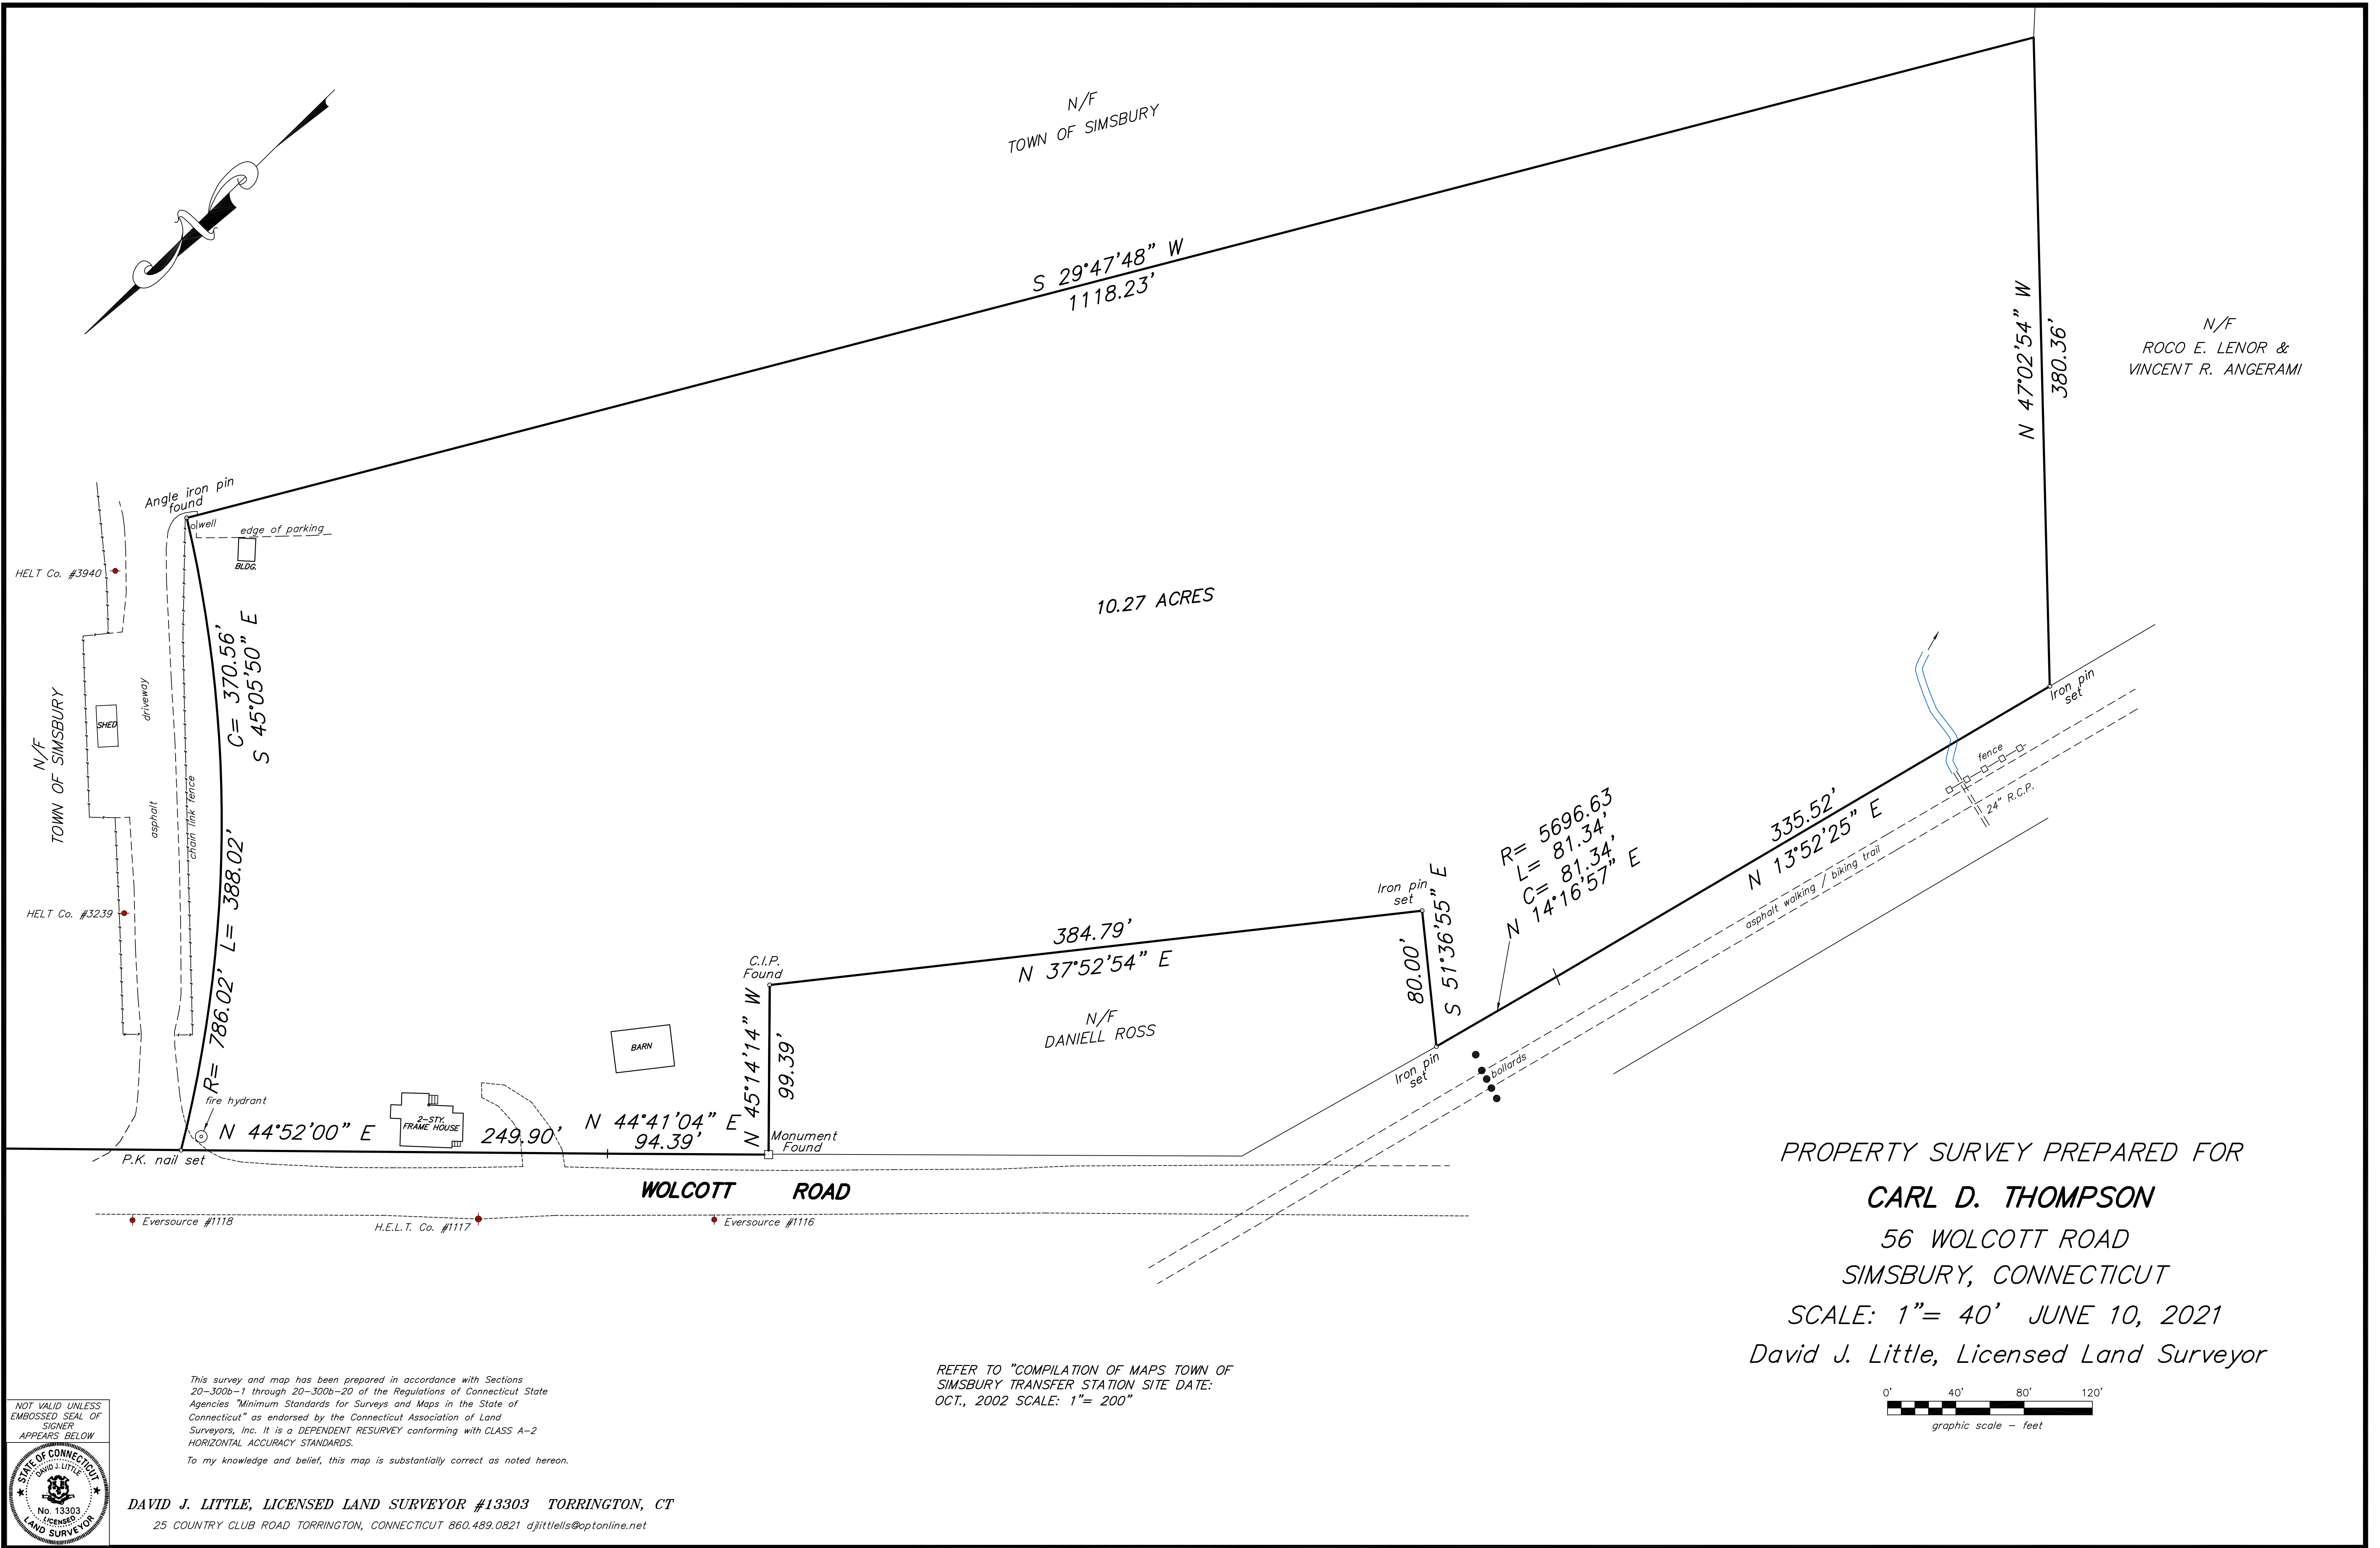 N/F
TOWN OF SIMSBURY
S 29°47'48" W
1118.23'
N 47°02'54" W
380.36'
N/F
ROCO E. LENOR &
VINCENT R. ANGERAMI
Angle iron pin
found
well
edge of parking
BLDG.
HELT Co. #3940
C= 370.56'
S 45°05'50" E
10.27 ACRES
N/F
TOWN OF SIMSBURY
SHED
driveway
asphalt
chain link fence
R= 786.02' L= 388.02'
HELT Co. #3239
Iron pin
set
fence
24" R.C.P.
335.52'
N 13°52'25" E
asphalt walking / biking trail
R= 5696.63
L= 81.34'
C= 81.34'
N 14°16'57" E
Iron pin
set
80.00'
S 51°36'55" E
384.79'
N 37°52'54" E
C.I.P.
Found
N/F
DANIELL ROSS
N 45°14'14" W
99.39'
BARN
Iron pin
set
bollards
fire hydrant
2-STY.
FRAME HOUSE
N 44°52'00" E
249.90'
N 44°41'04" E
94.39'
Monument
Found
P.K. nail set
WOLCOTT ROAD
Eversource #1118
H.E.L.T. Co. #1117
Eversource #1116
PROPERTY SURVEY PREPARED FOR
CARL D. THOMPSON
56 WOLCOTT ROAD
SIMSBURY, CONNECTICUT
SCALE: 1"= 40' JUNE 10, 2021
David J. Little, Licensed Land Surveyor
0' 40' 80' 120'
graphic scale - feet
REFER TO "COMPILATION OF MAPS TOWN OF
SIMSBURY TRANSFER STATION SITE DATE:
OCT., 2002 SCALE: 1"= 200"
This survey and map has been prepared in accordance with Sections
20-300b-1 through 20-300b-20 of the Regulations of Connecticut State
Agencies "Minimum Standards for Surveys and Maps in the State of
Connecticut" as endorsed by the Connecticut Association of Land
Surveyors, Inc. It is a DEPENDENT RESURVEY conforming with CLASS A-2
HORIZONTAL ACCURACY STANDARDS.
To my knowledge and belief, this map is substantially correct as noted hereon.
NOT VALID UNLESS
EMBOSSED SEAL OF
SIGNER
APPEARS BELOW
STATE OF CONNECTICUT
DAVID J. LITTLE
No. 13303
LICENSED
LAND SURVEYOR
DAVID J. LITTLE, LICENSED LAND SURVEYOR #13303 TORRINGTON, CT
25 COUNTRY CLUB ROAD TORRINGTON, CONNECTICUT 860.489.0821 djlittlells@optonline.net